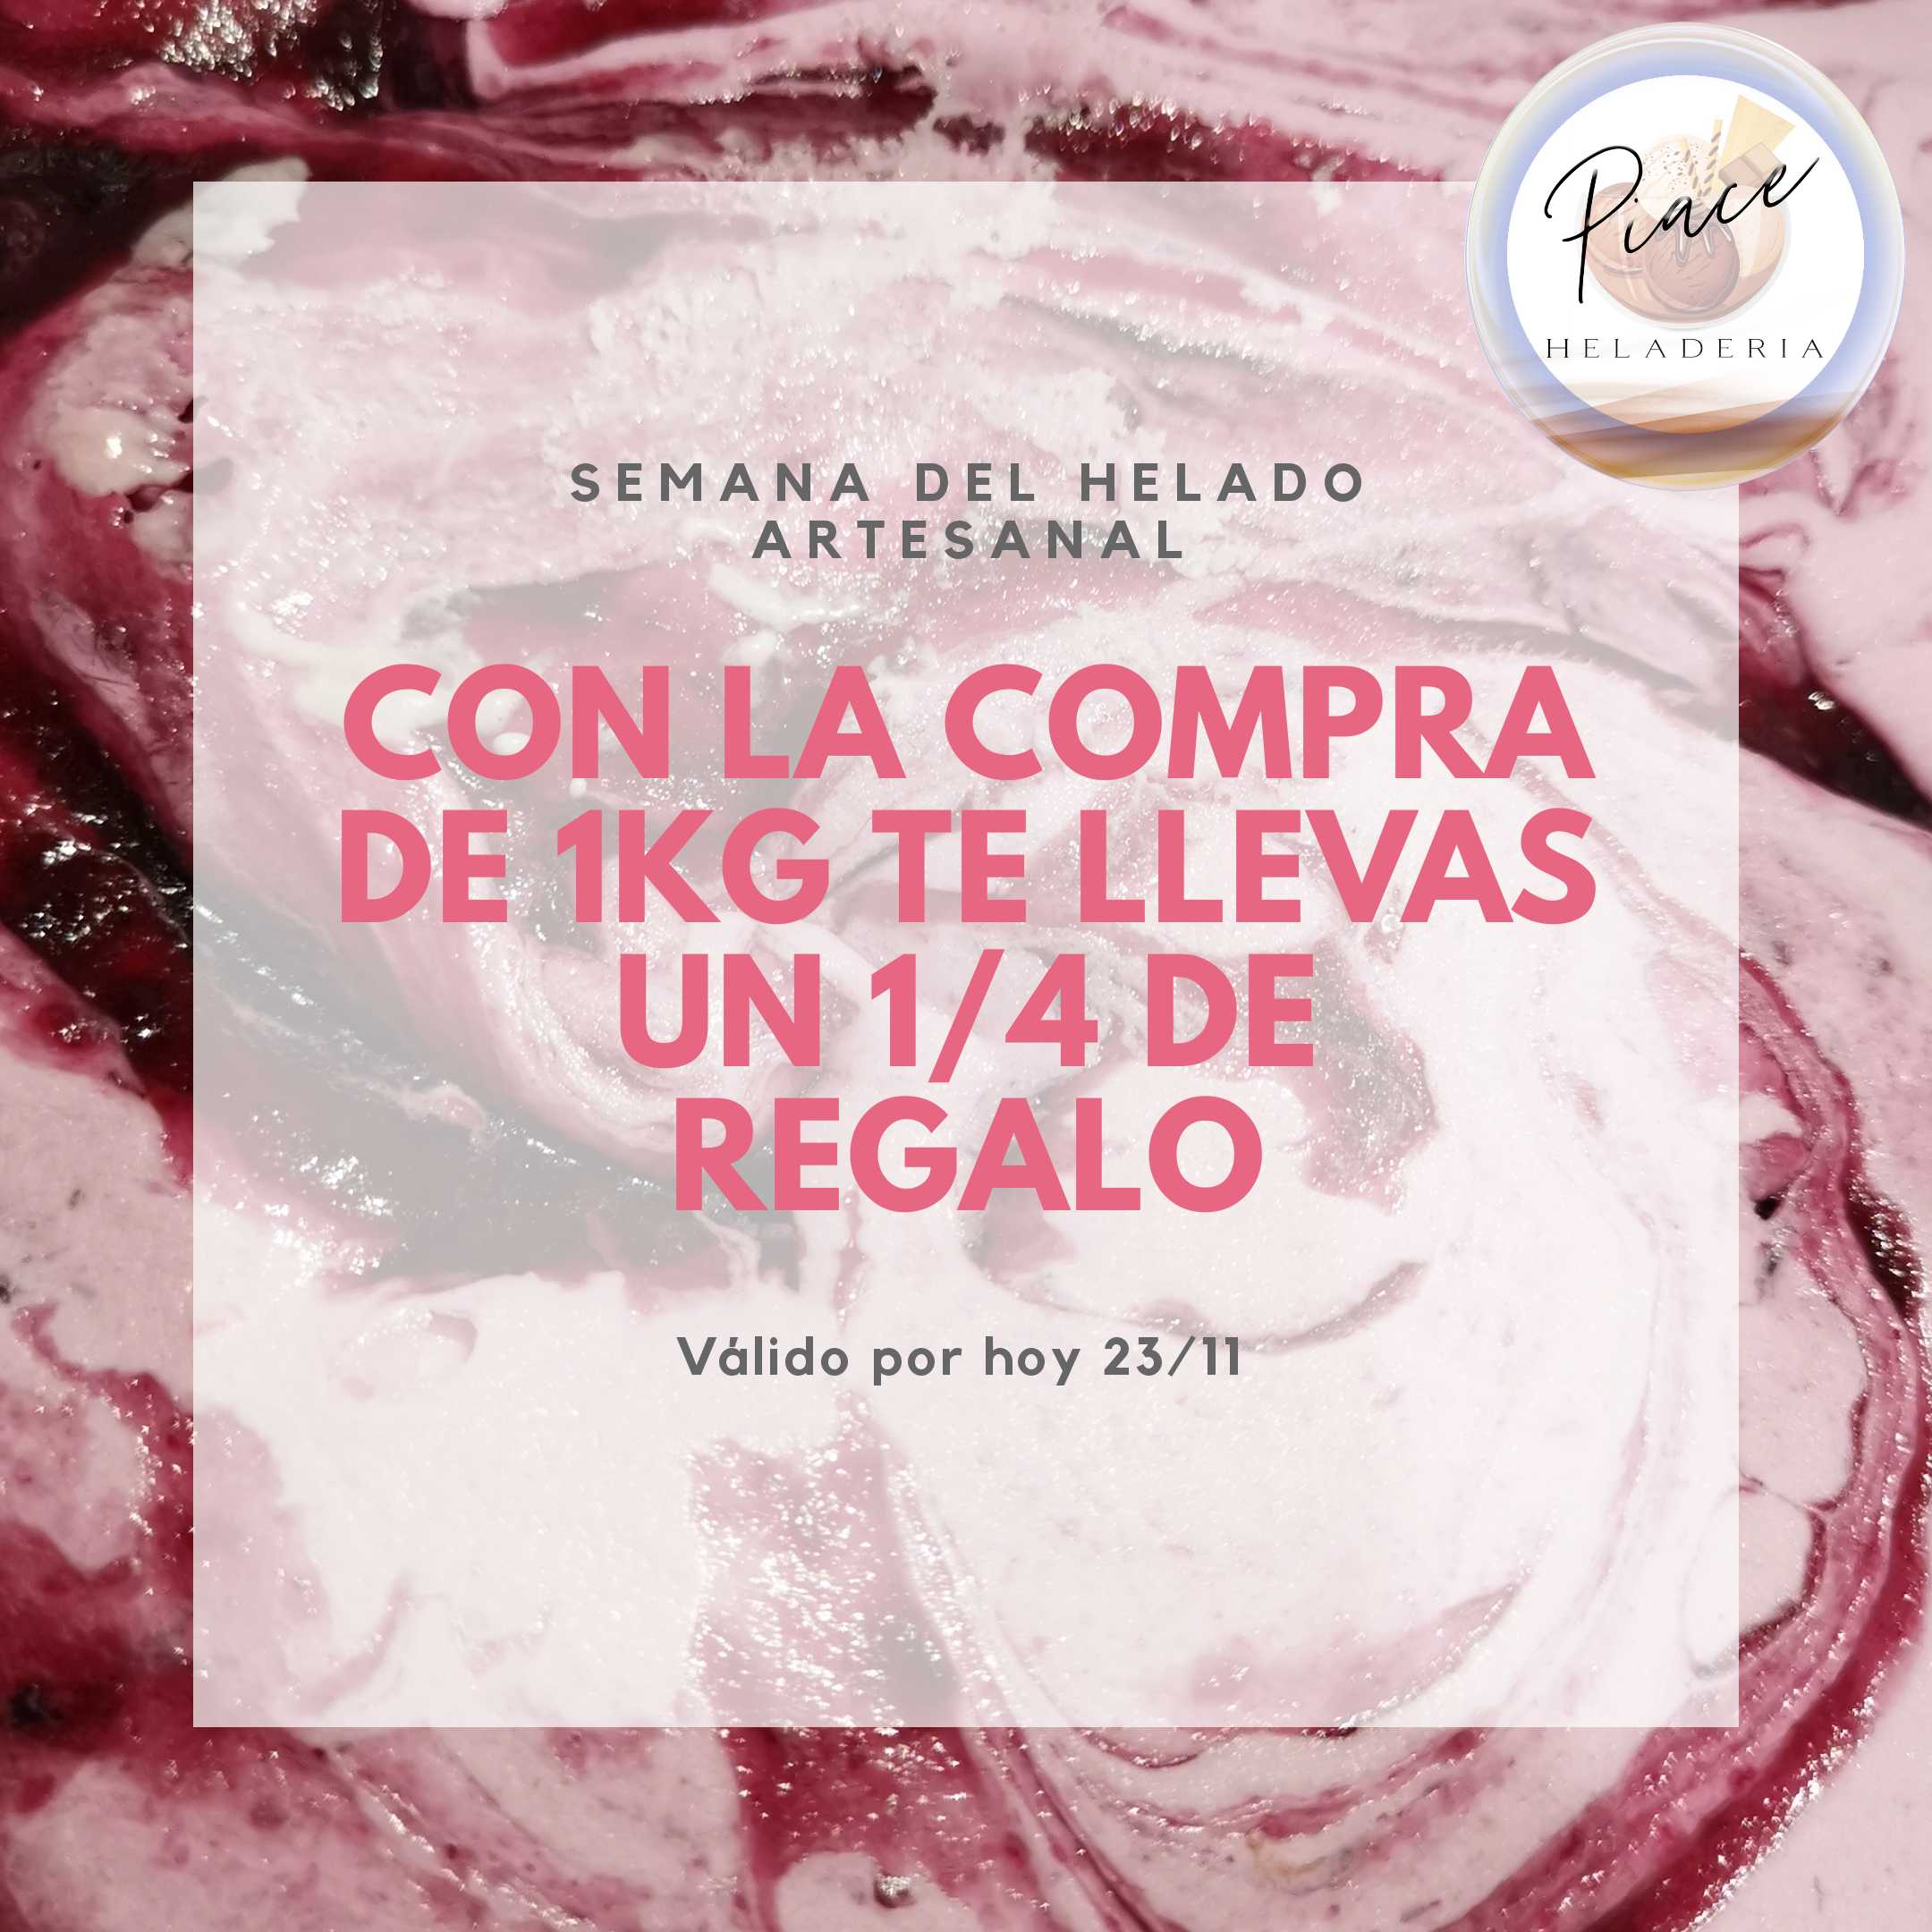 Piace
HELADERIA
SEMANA DEL HELADO
ARTESANAL
CON LA COMPRA
DE 1KG TE LLEVAS
UN 1/4 DE
REGALO
Válido por hoy 23/11